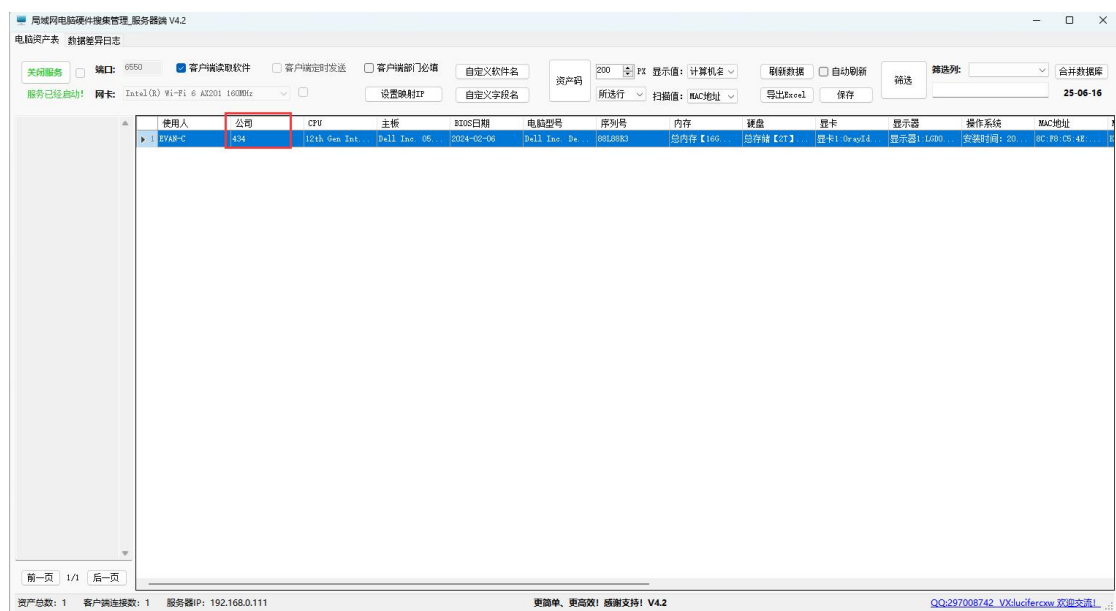 局域网电脑硬件搜集管理_服务器端 V4.2
电脑资产表 数据差异日志
关闭服务 端口: 6550 客户端读取软件 客户端定时发送 客户端部门必填 自定义软件名 资产码 200 PX 显示值: 计算机名 刷新数据 自动刷新 筛选 筛选列: 合并数据库
服务已经启动! 网卡: Intel(R) Wi-Fi 6 AX201 160MHz 设置映射IP 自定义字段名 所选行 扫描值: MAC地址 导出Excel 保存 25-06-16
使用人 公司 CPU 主板 BIOS日期 电脑型号 序列号 内存 硬盘 显卡 显示器 操作系统 MAC地址
1 EVAN-C 434 12th Gen Int... Dell Inc. 05... 2024-02-06 Dell Inc. De... 88L88K3 总内存【16G... 总存储【2T】... 显卡1:OrayId... 显示器1:LGD0... 安装时间: 20... 8C:F8:C5:4E:...
前一页 1/1 后一页
资产总数: 1 客户端连接数: 1 服务器IP: 192.168.0.111 更简单、更高效! 感谢支持! V4.2 QQ:297008742 VX:lucifercxw 欢迎交流!